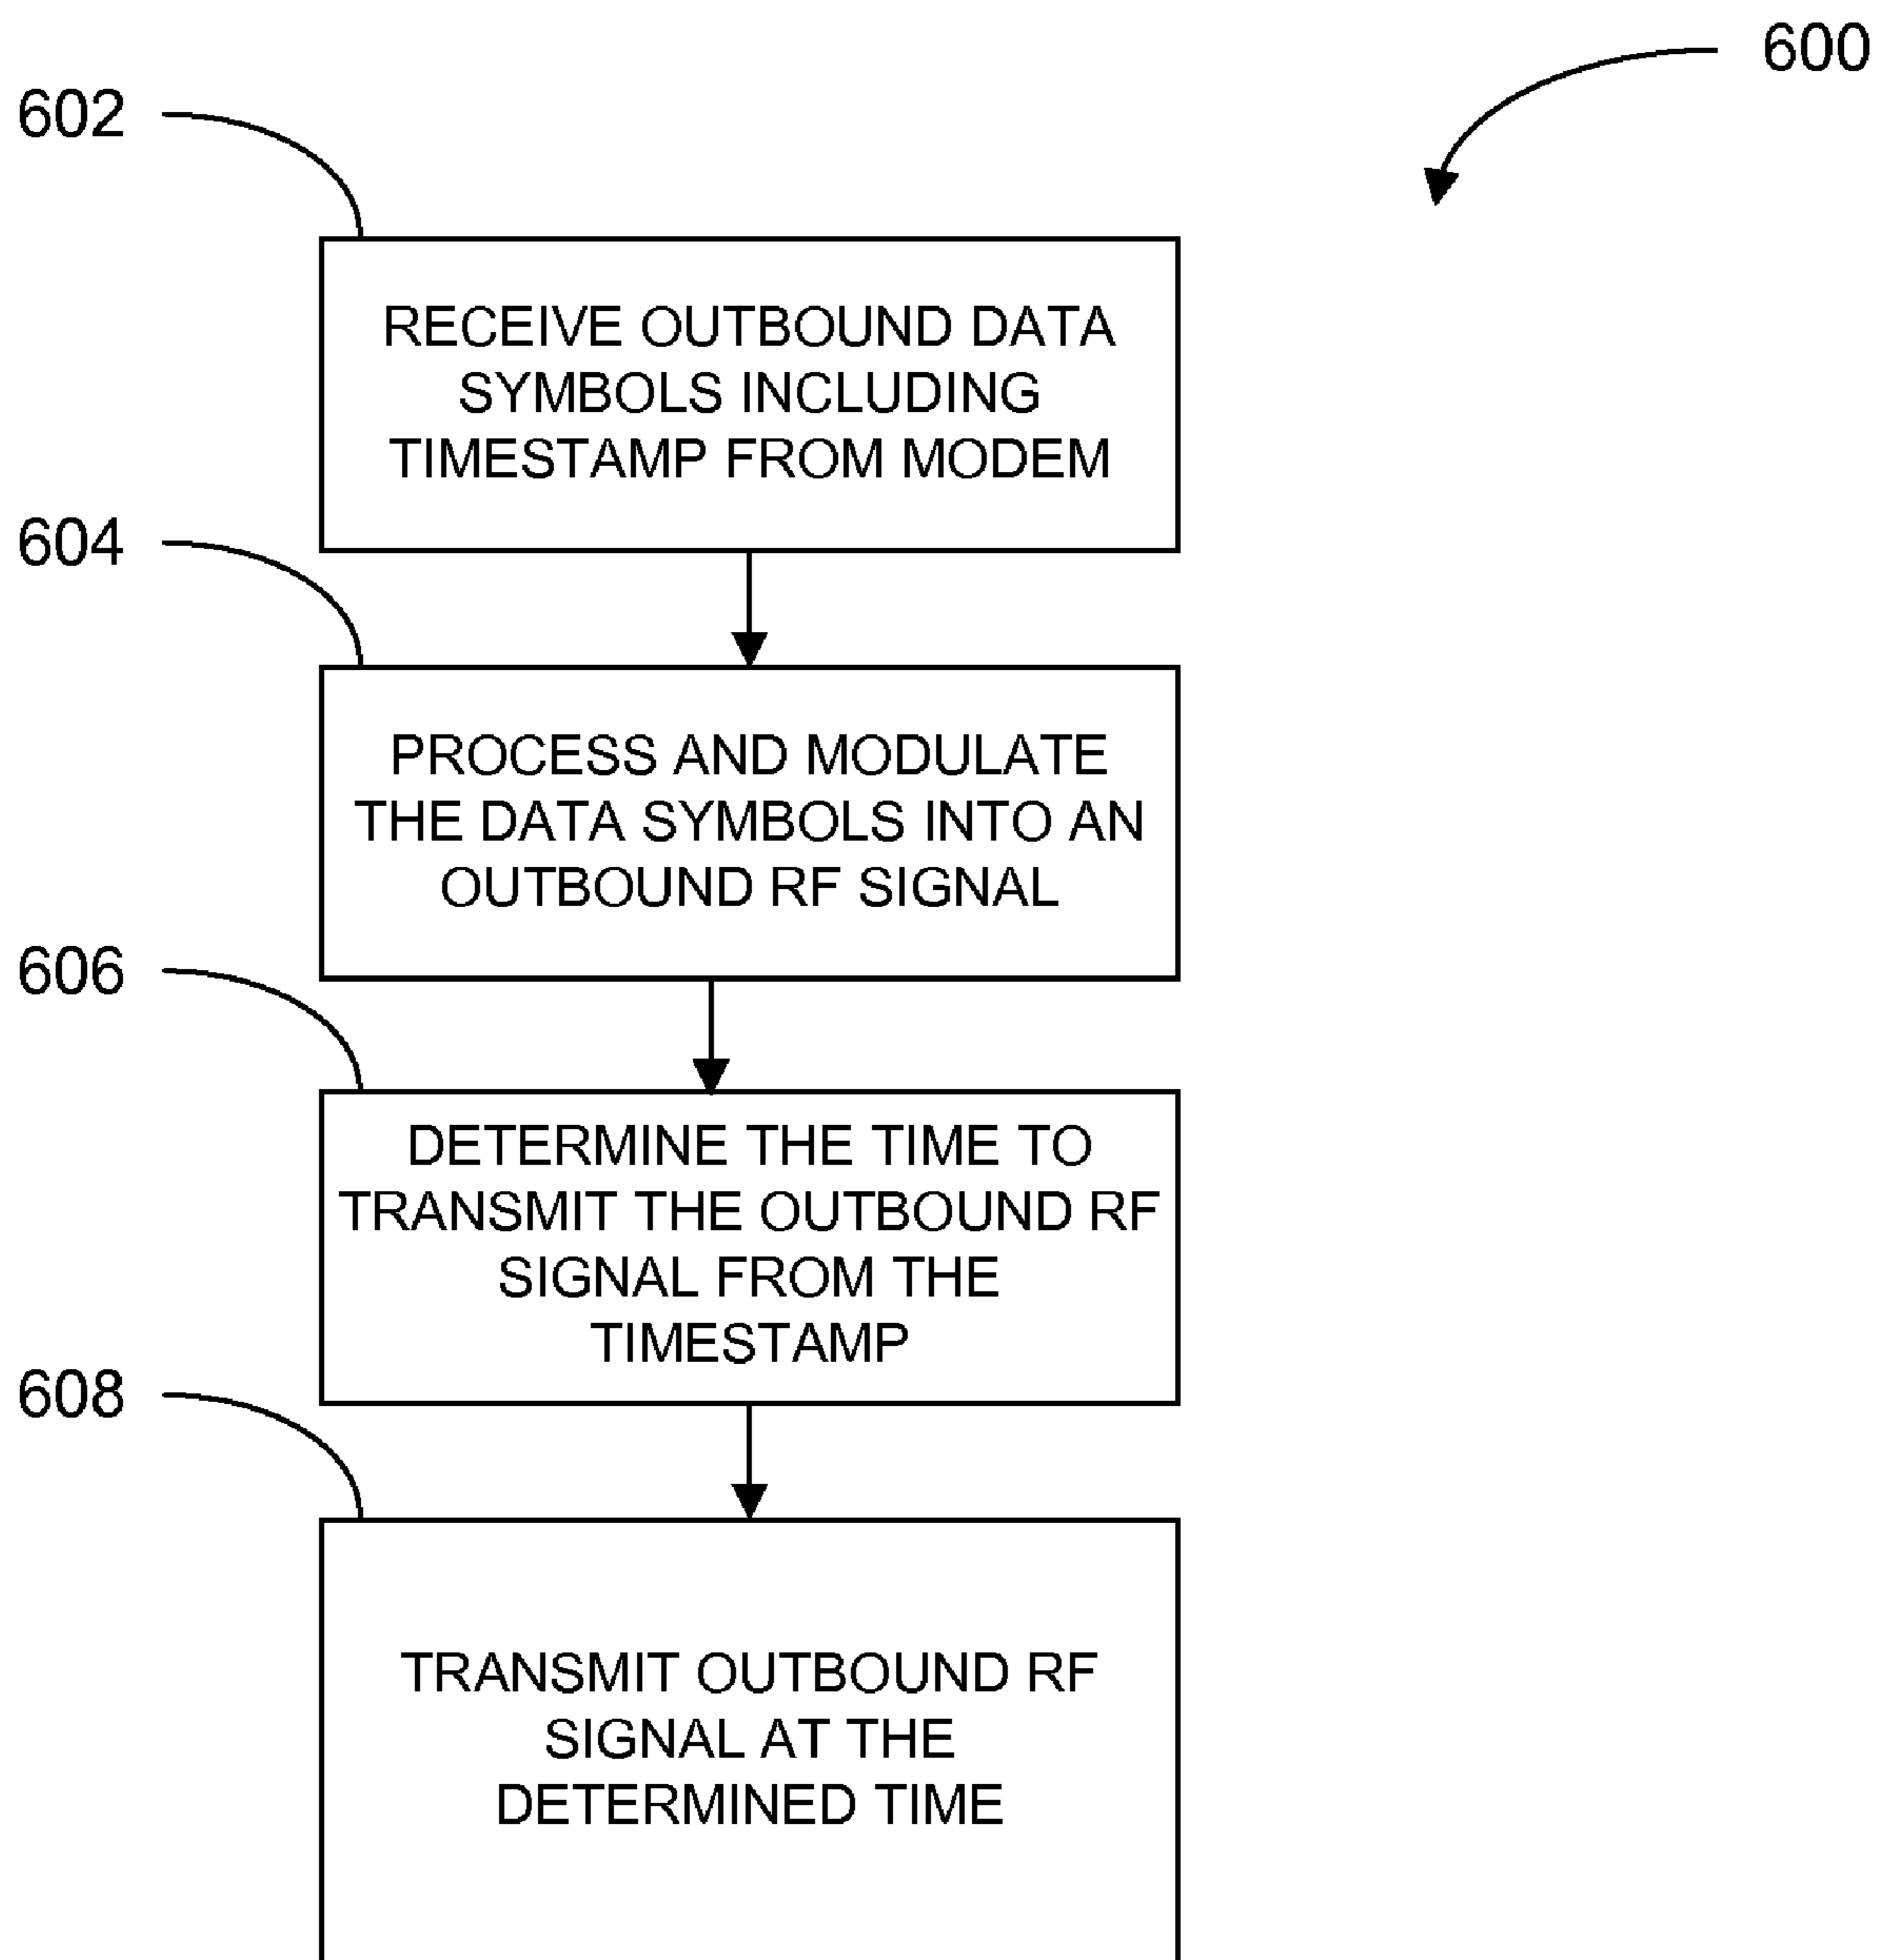 600
602
RECEIVE OUTBOUND DATA
SYMBOLS INCLUDING
TIMESTAMP FROM MODEM
604
PROCESS AND MODULATE
THE DATA SYMBOLS INTO AN
OUTBOUND RF SIGNAL
606
DETERMINE THE TIME TO
TRANSMIT THE OUTBOUND RF
SIGNAL FROM THE
TIMESTAMP
608
TRANSMIT OUTBOUND RF
SIGNAL AT THE
DETERMINED TIME